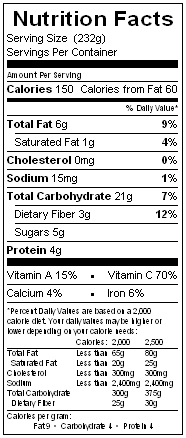 Nutrition Facts
Serving Size (232g)
Servings Per Container
Amount Per Serving
Calories 150 Calories from Fat 60
% Daily Value*
Total Fat 6g 9%
Saturated Fat 1g 4%
Cholesterol 0mg 0%
Sodium 15mg 1%
Total Carbohydrate 21g 7%
Dietary Fiber 3g 12%
Sugars 5g
Protein 4g
Vitamin A 15% • Vitamin C 70%
Calcium 4% • Iron 6%
*Percent Daily Values are based on a 2,000
calorie diet. Your daily values may be higher or
lower depending on your calorie needs:
Calories: 2,000 2,500
Total Fat Less than 65g 80g
Saturated Fat Less than 20g 25g
Cholesterol Less than 300mg 300mg
Sodium Less than 2,400mg 2,400mg
Total Carbohydrate 300g 375g
Dietary Fiber 25g 30g
Calories per gram:
Fat 9 • Carbohydrate 4 • Protein 4